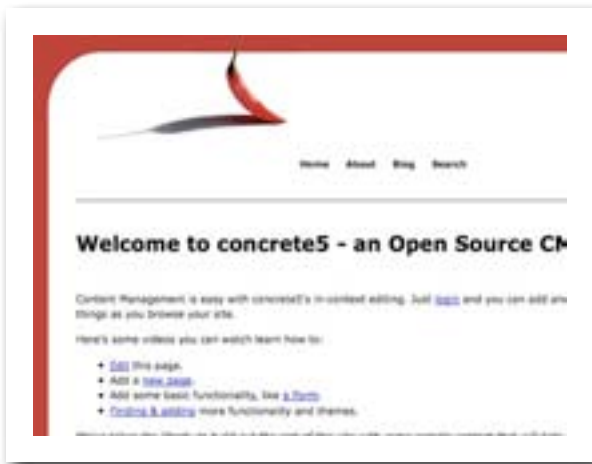 Home About Blog Search
Welcome to concrete5 - an Open Source CM
Content Management is easy with concrete5's in-context editing. Just login and you can add and
things as you browse your site.
Here's some videos you can watch learn how to:
Edit this page.
Add a new page.
Add some basic functionality, like a form.
Finding & adding more functionality and themes.